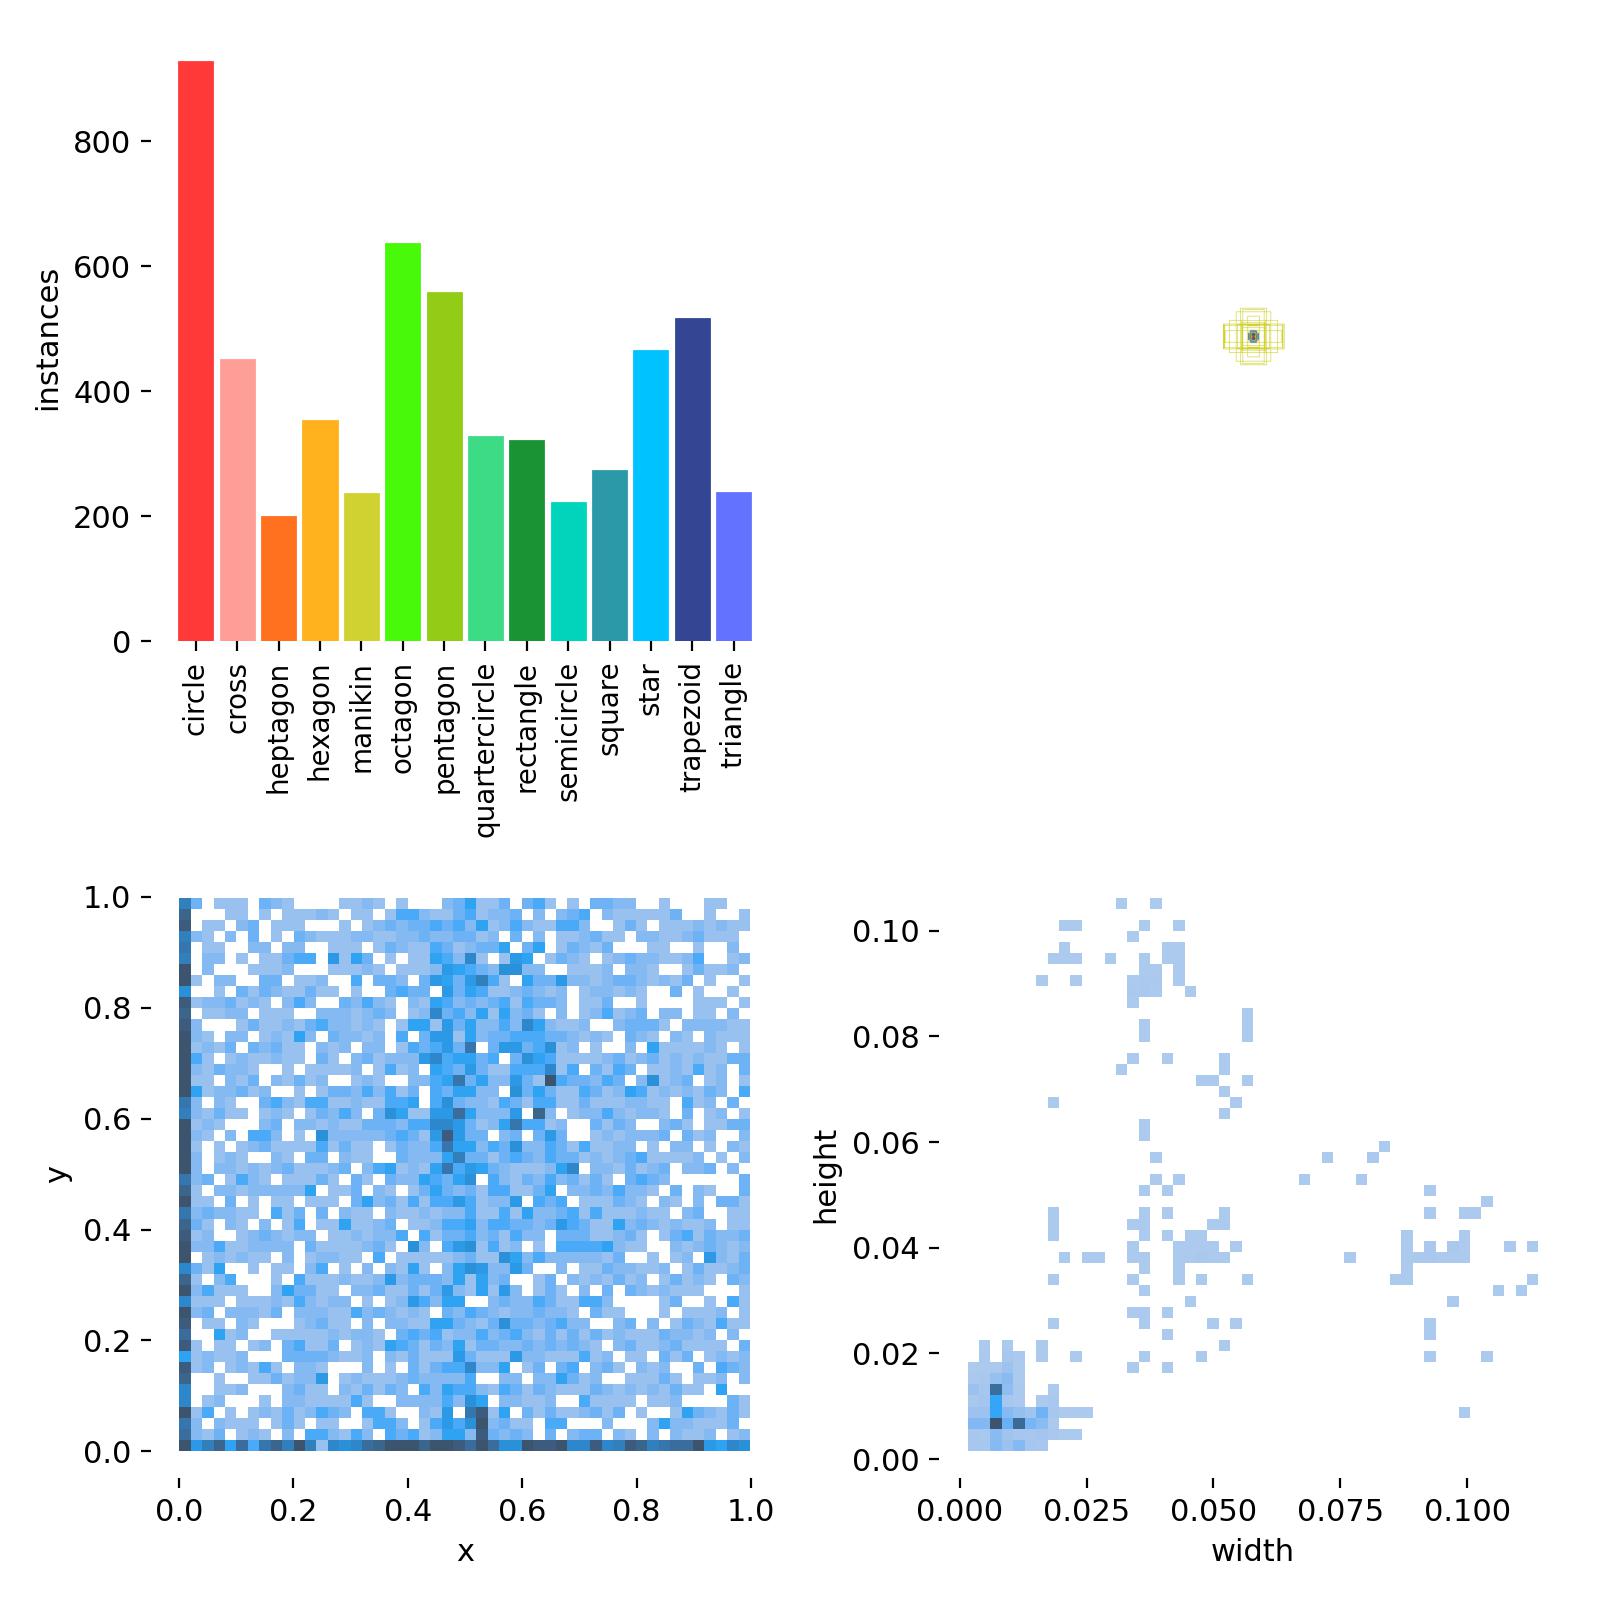 instances
800
600
400
200
0
circle
cross
heptagon
hexagon
manikin
octagon
pentagon
quartercircle
rectangle
semicircle
square
star
trapezoid
triangle
y
1.0
0.8
0.6
0.4
0.2
0.0
0.0 0.2 0.4 0.6 0.8 1.0
x
height
0.10
0.08
0.06
0.04
0.02
0.00
0.000 0.025 0.050 0.075 0.100
width